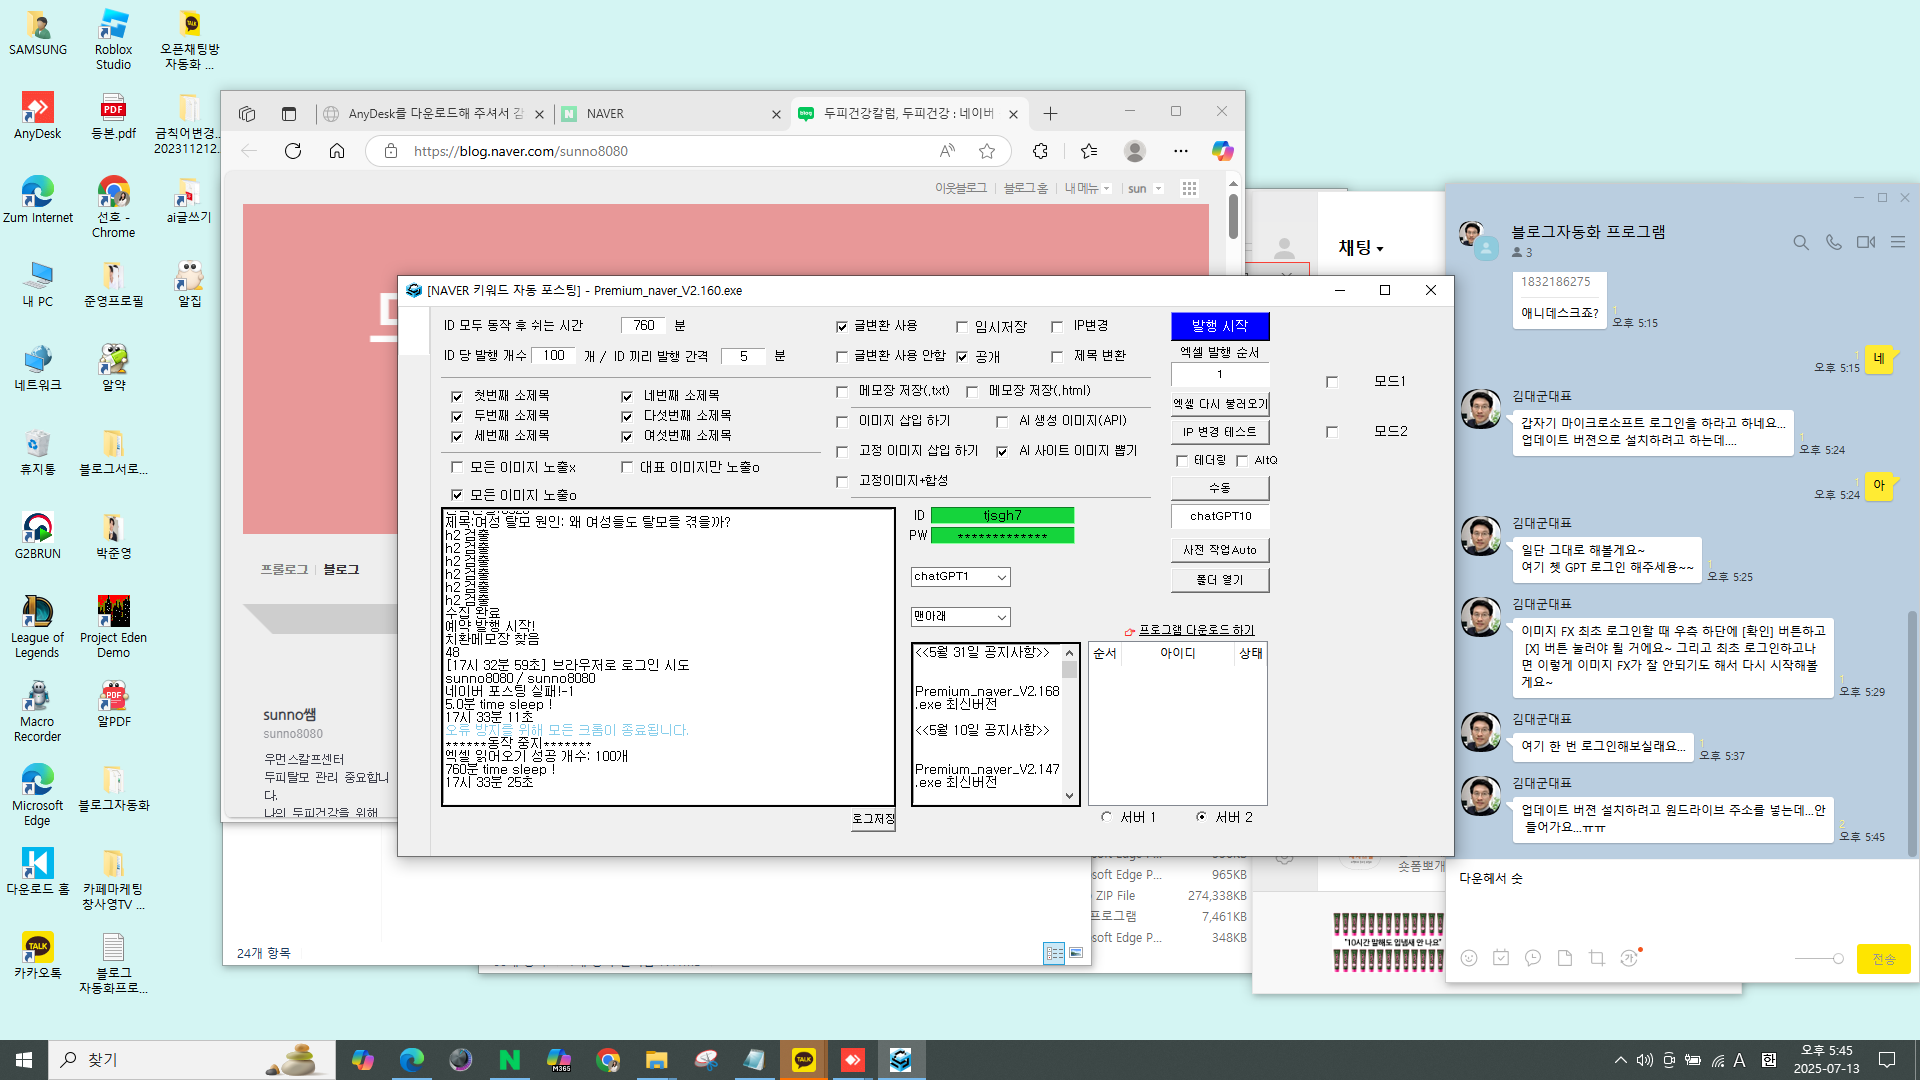 SAMSUNG
Roblox
Studio
오픈채팅방
자동화 ...
AnyDesk
등본.pdf
금칙어변경...
202311212...
Zum Internet
선호 -
Chrome
ai글쓰기
내 PC
준영프로필
알집
네트워크
알약
휴지통
블로그서로...
G2BRUN
박준영
League of
Legends
Project Eden
Demo
Macro
Recorder
알PDF
Microsoft
Edge
블로그자동화
다운로드 홈
카페마케팅
창사영TV ...
카카오톡
블로그
자동화프로...
AnyDesk를 다운로드해 주셔서 감
NAVER
두피건강칼럼, 두피건강 : 네이버
https://blog.naver.com/sunno8080
이웃블로그
블로그 홈
내 메뉴
sun
프롤로그
블로그
sunno쌤
sunno8080
우먼스칼프센터
두피탈모 관리 중요합니
다.
나의 두피건강을 위해
24개 항목
[NAVER 키워드 자동 포스팅] - Premium_naver_V2.160.exe
ID 모두 동작 후 쉬는 시간 760 분
ID 당 발행 개수 100 개 / ID 끼리 발행 간격 5 분
글변환 사용
임시저장
IP변경
글변환 사용 안함
공개
제목 변환
첫번째 소제목
네번째 소제목
두번째 소제목
다섯번째 소제목
세번째 소제목
여섯번째 소제목
모든 이미지 노출x
대표 이미지만 노출o
모든 이미지 노출o
메모장 저장(.txt)
메모장 저장(.html)
이미지 삽입 하기
AI 생성 이미지(API)
고정 이미지 삽입 하기
AI 사이트 이미지 뽑기
고정이미지+합성
발행 시작
엑셀 발행 순서
1
엑셀 다시 불러오기
IP 변경 테스트
테더링
AltQ
수동
chatGPT10
사전 작업Auto
폴더 열기
모드1
모드2
제목:여성 탈모 원인: 왜 여성들도 탈모를 겪을까?
h2 검출
h2 검출
h2 검출
h2 검출
h2 검출
h2 검출
수집 완료
예약 발행 시작!
치환메모장 찾음
48
[17시 32분 59초] 브라우저로 로그인 시도
sunno8080 / sunno8080
네이버 포스팅 실패!-1
5.0분 time sleep !
17시 33분 11초
오류 방지를 위해 모든 크롬이 종료됩니다.
******동작 중지*******
엑셀 읽어오기 성공 개수: 100개
760분 time sleep !
17시 33분 25초
로그저장
ID tjsgh7
PW *************
chatGPT1
맨아래
<<5월 31일 공지사항>>
Premium_naver_V2.168
.exe 최신버전
<<5월 10일 공지사항>>
Premium_naver_V2.147
.exe 최신버전
프로그램 다운로드 하기
순서
아이디
상태
서버 1
서버 2
soft Edge P...
965KB
ZIP File
274,338KB
프로그램
7,461KB
soft Edge P...
348KB
채팅
숏폼뽀개
"10시간 말해도 입냄새 안 나요"
블로그자동화 프로그램
3
1832186275
애니데스크죠?
오후 5:15
네
1
오후 5:15
김대군대표
갑자기 마이크로소프트 로그인을 하라고 하네요...
업데이트 버젼으로 설치하려고 하는데....
1
오후 5:24
아
1
오후 5:24
김대군대표
일단 그대로 해볼게요~
여기 쳇 GPT 로그인 해주세용~~
1
오후 5:25
김대군대표
이미지 FX 최초 로그인할 때 우측 하단에 [확인] 버튼하고
[X] 버튼 눌러야 될 거에요~ 그리고 최초 로그인하고나
면 이렇게 이미지 FX가 잘 안되기도 해서 다시 시작해볼
게요~
1
오후 5:29
김대군대표
여기 한 번 로그인해보실래요...
1
오후 5:37
김대군대표
업데이트 버젼 설치하려고 원드라이브 주소를 넣는데...안
들어가요...ㅠㅠ
2
오후 5:45
다운헤서 슷
전송
찾기
M365
TALK
A
한
오후 5:45
2025-07-13